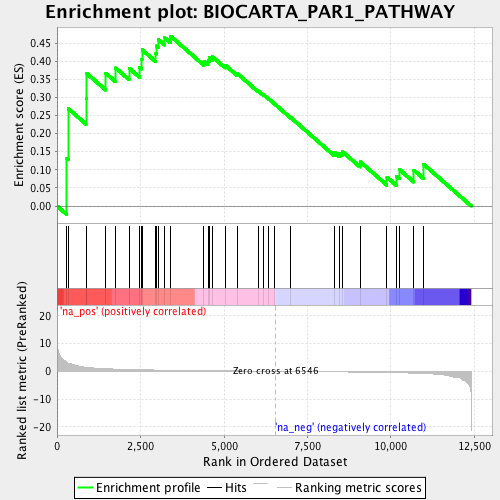 Enrichment plot: BIOCARTA_PAR1_PATHWAY
Enrichment score (ES)
0.45
0.40
0.35
0.30
0.25
0.20
0.15
0.10
0.05
0.00
'na_pos' (positively correlated)
Ranked list metric (PreRanked)
20
10
0
-10
-20
Zero cross at 6546
'na_neg' (negatively correlated)
0
2,500
5,000
7,500
10,000
12,500
Rank in Ordered Dataset
Enrichment profile
Hits
Ranking metric scores